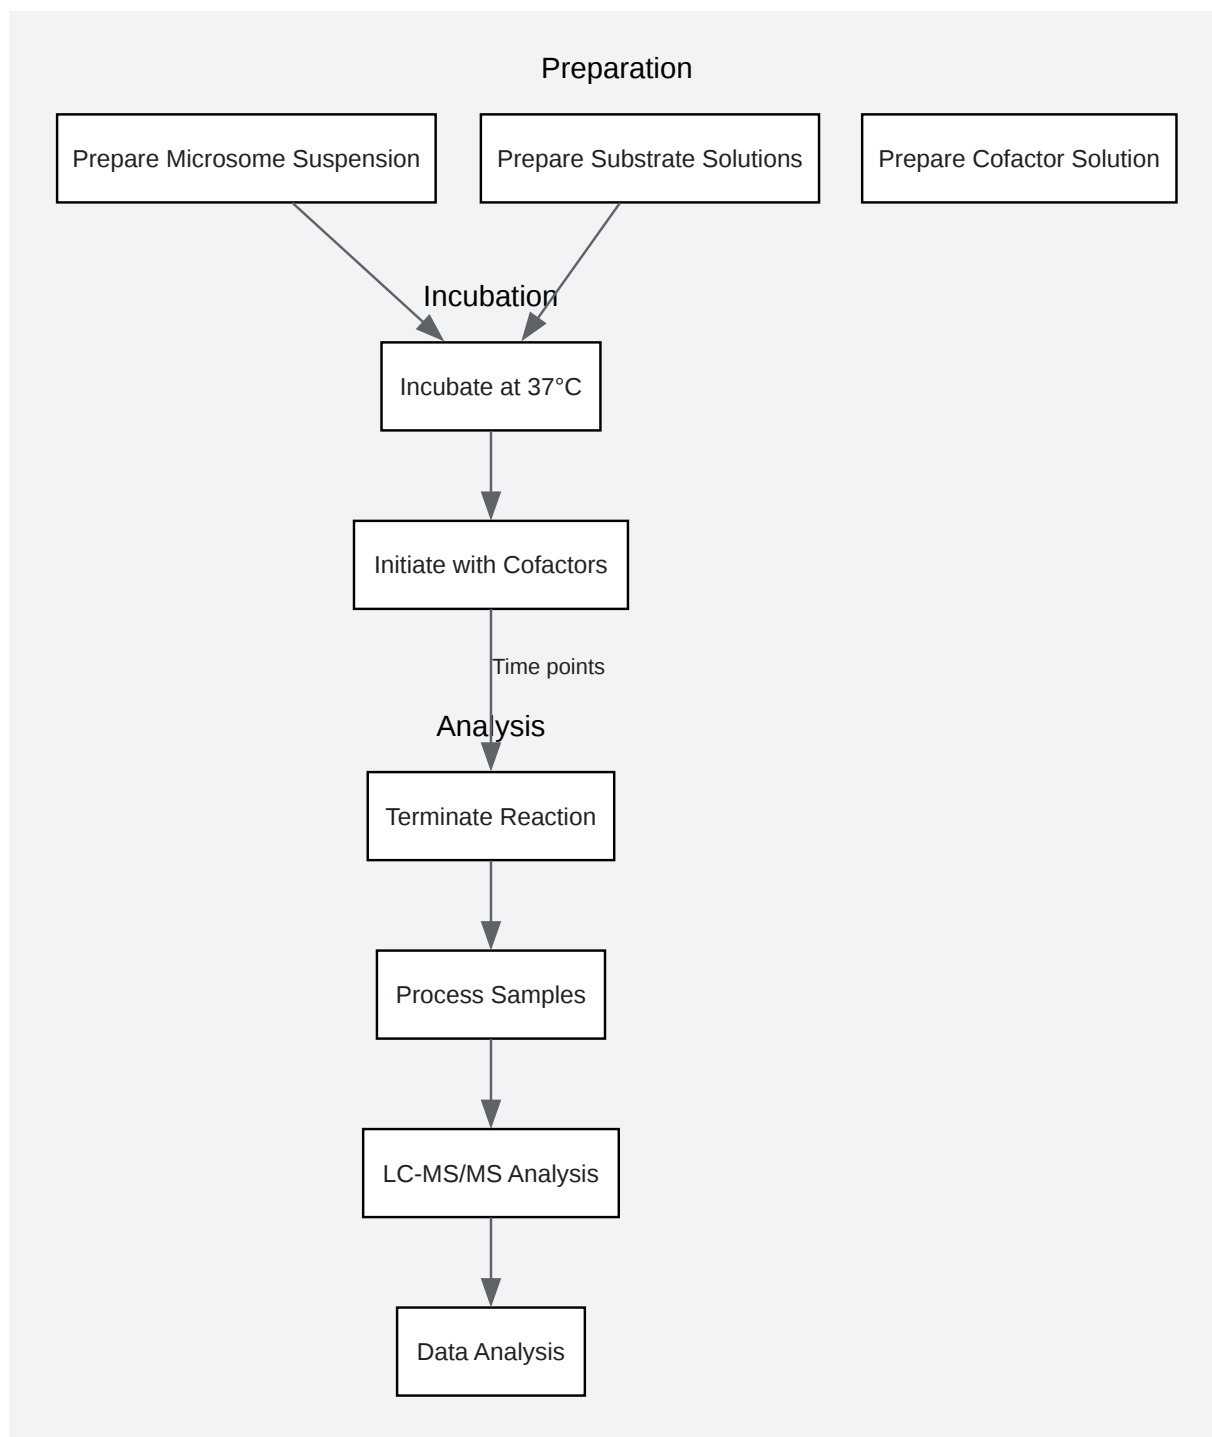 Preparation
Prepare Microsome Suspension
Prepare Substrate Solutions
Prepare Cofactor Solution
Incubation
Incubate at 37°C
Initiate with Cofactors
Time points
Analysis
Terminate Reaction
Process Samples
LC-MS/MS Analysis
Data Analysis